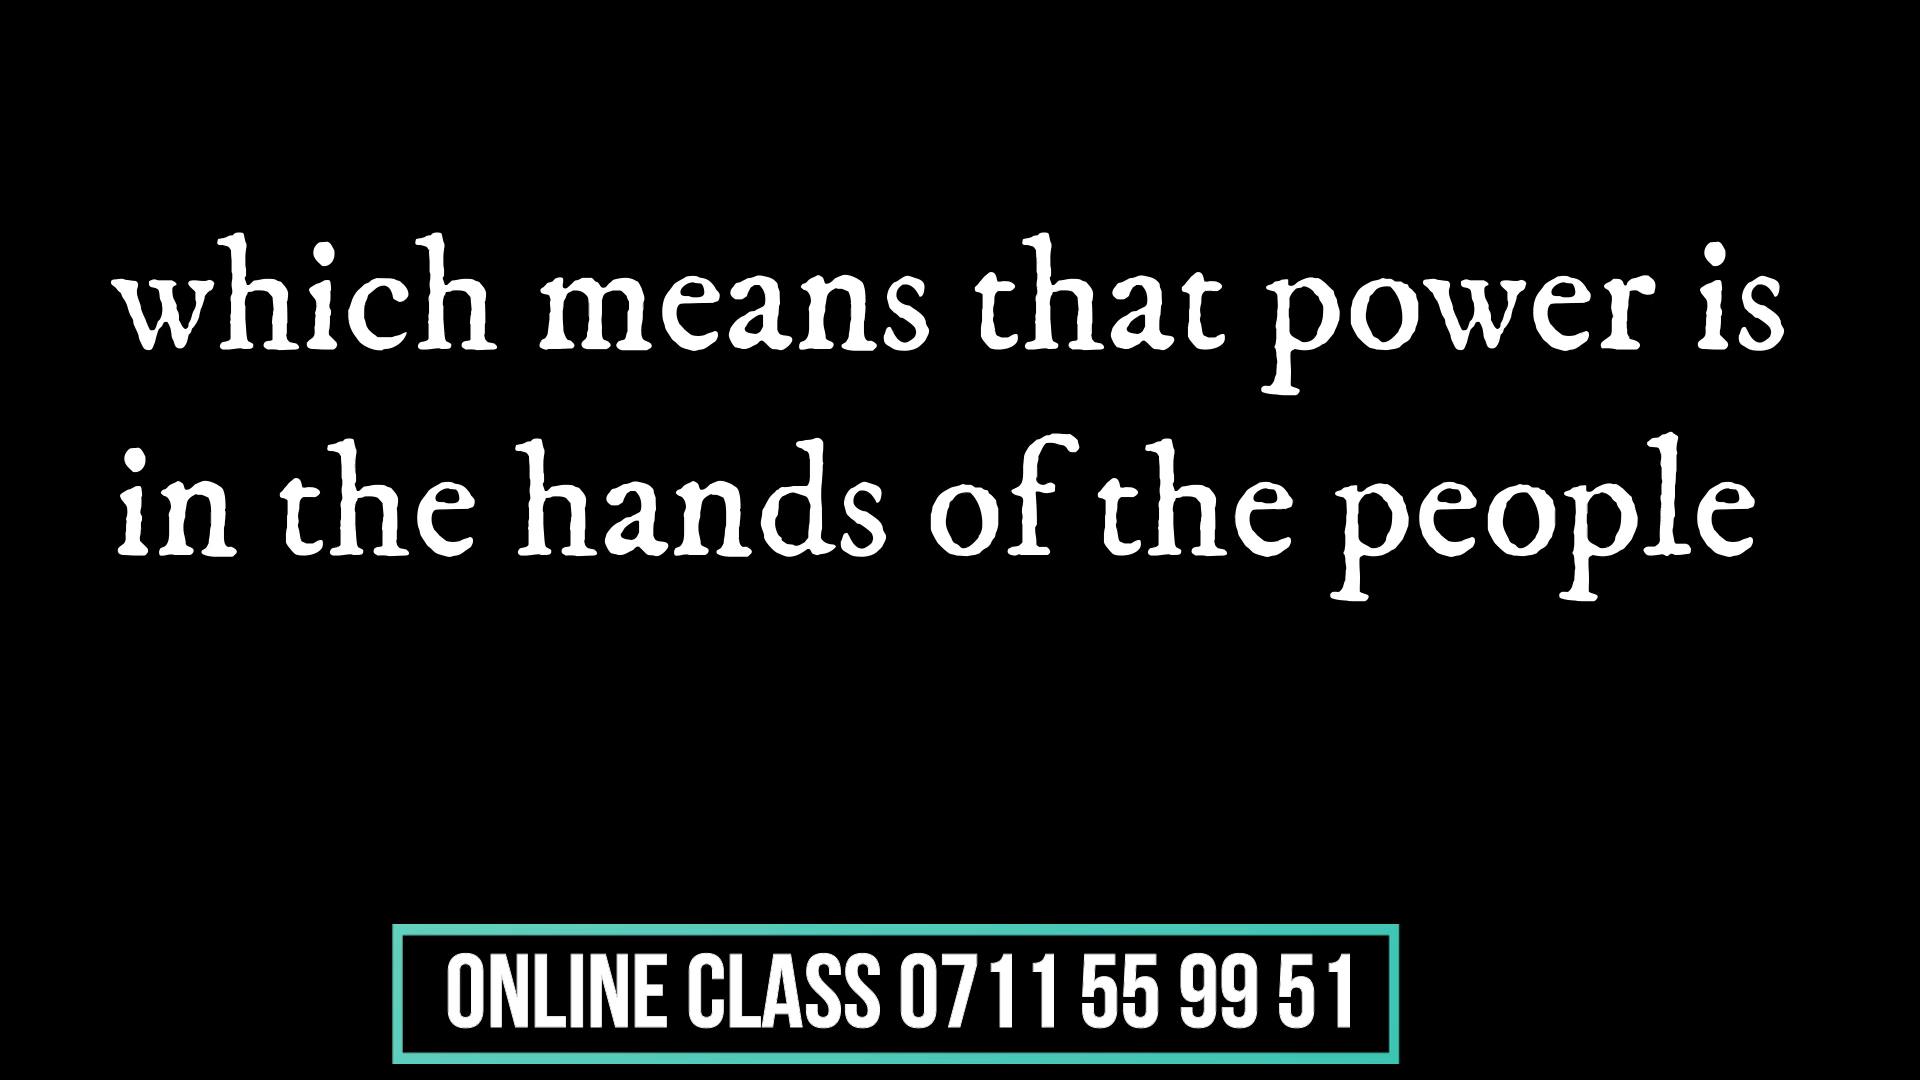 which means that power is
in the hands of the people
ONLINE CLASS 0711 55 99 51